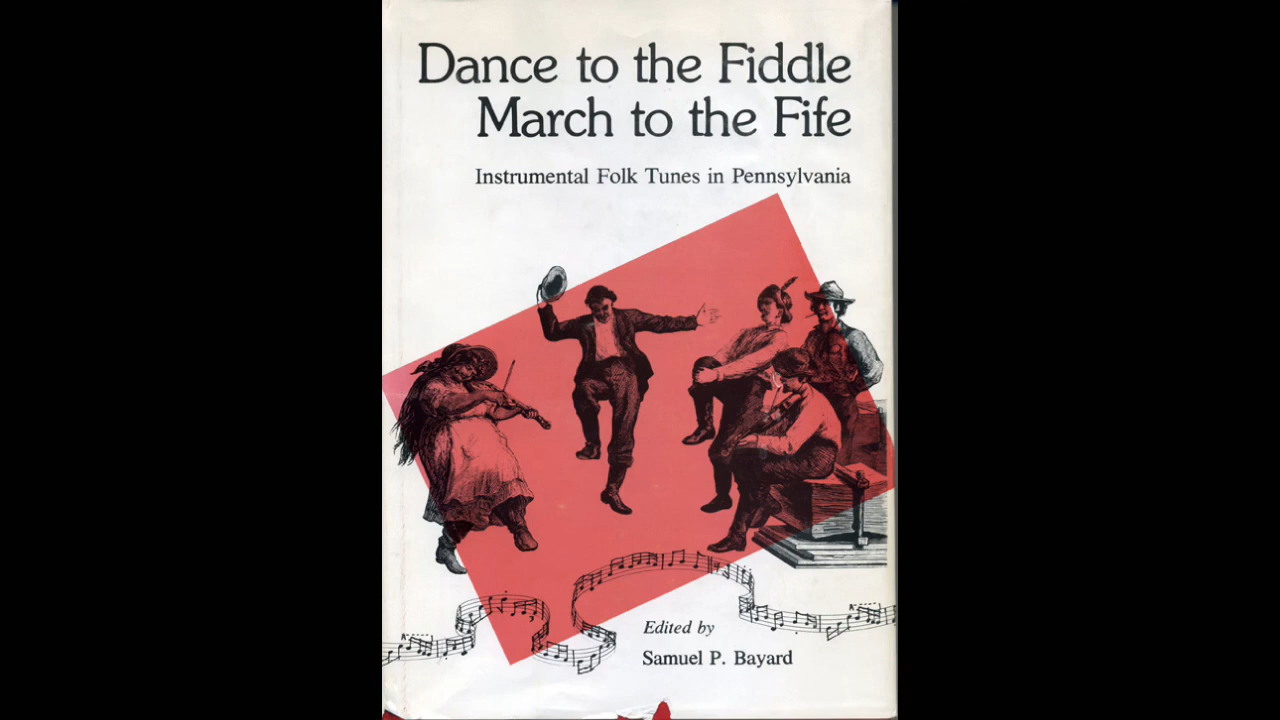 Dance to the Fiddle
March to the Fife
Instrumental Folk Tunes in Pennsylvania
Edited by
Samuel P. Bayard